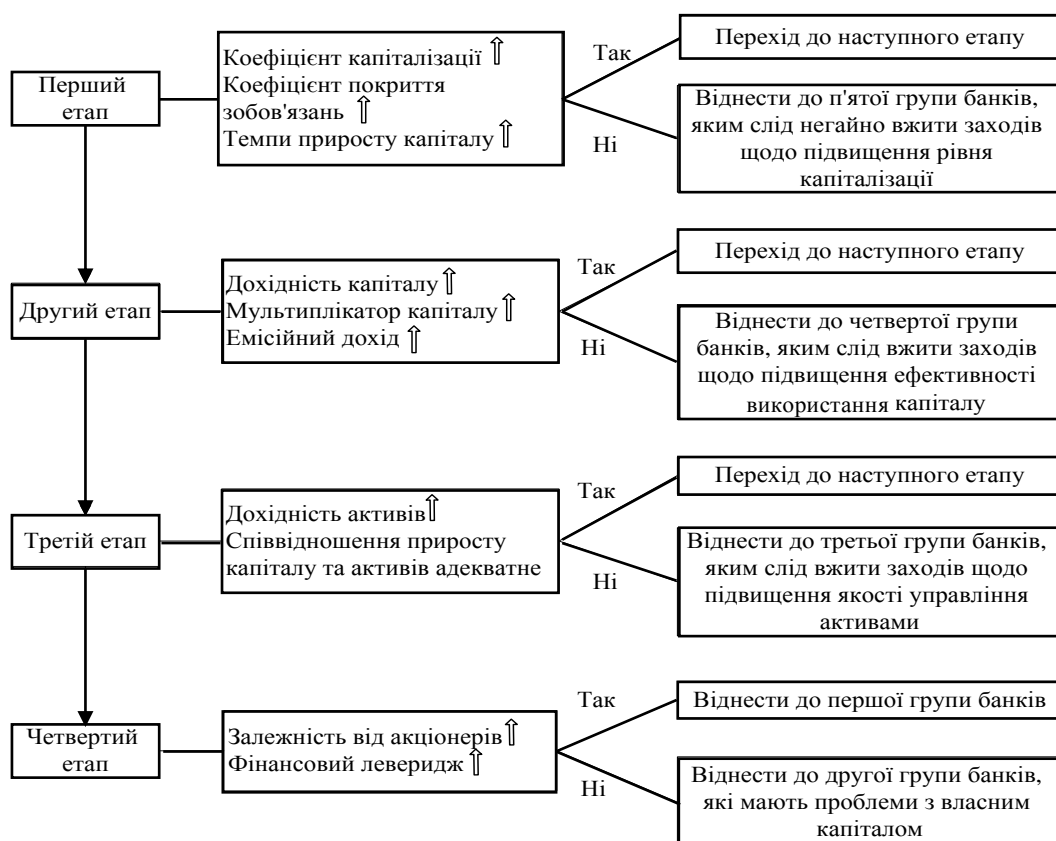 Перший
етап
Коефіцієнт капіталізації ⇧
Коефіцієнт покриття
зобов'язань ⇧
Темпи приросту капіталу ⇧
Так
Перехід до наступного етапу
Ні
Віднести до п'ятої групи банків,
яким слід негайно вжити заходів
щодо підвищення рівня
капіталізації
Другий етап
Дохідність капіталу ⇧
Мультиплікатор капіталу ⇧
Емісійний дохід ⇧
Так
Перехід до наступного етапу
Ні
Віднести до четвертої групи
банків, яким слід вжити заходів
щодо підвищення ефективності
використання капіталу
Третій етап
Дохідність активів ⇧
Співвідношення приросту
капіталу та активів адекватне
Так
Перехід до наступного етапу
Ні
Віднести до третьої групи банків,
яким слід вжити заходів щодо
підвищення якості управління
активами
Четвертий
етап
Залежність від акціонерів ⇧
Фінансовий леверидж ⇧
Так
Віднести до першої групи банків
Ні
Віднести до другої групи банків,
які мають проблеми з власним
капіталом